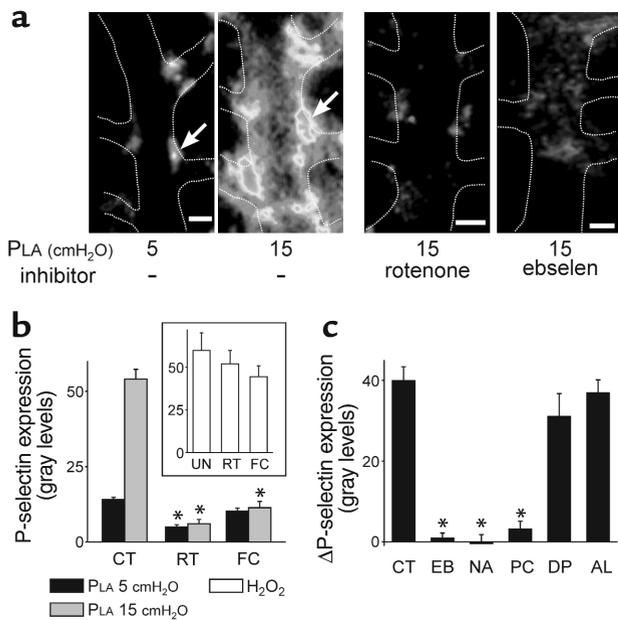 a
PLA (cmH2O) 5 15 15 15
inhibitor - - rotenone ebselen
b
P-selectin expression
(gray levels)
50
25
0
50
25
0
UN RT FC
* * *
CT RT FC
PLA 5 cmH2O
H2O2
PLA 15 cmH2O
c
ΔP-selectin expression
(gray levels)
40
20
0
* * *
CT EB NA PC DP AL